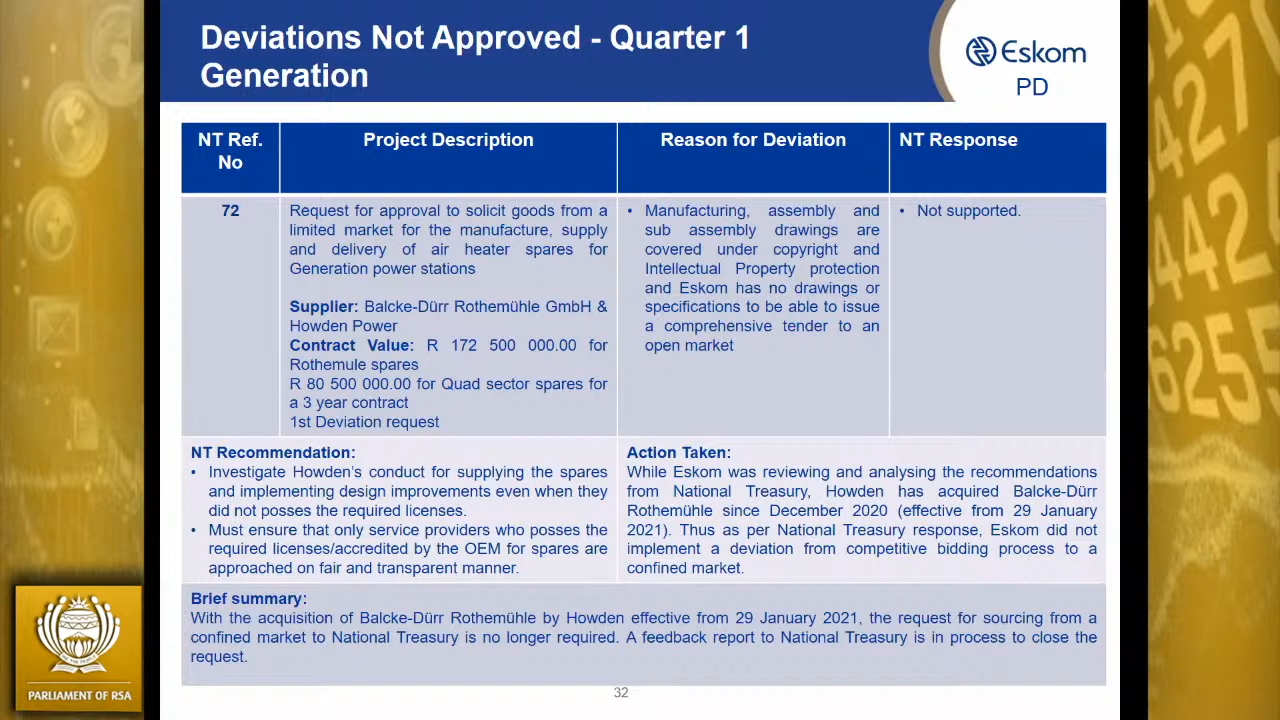 Deviations Not Approved - Quarter 1
Generation
Eskom
PD
NT Ref.
No
Project Description
Reason for Deviation
NT Response
72
Request for approval to solicit goods from a
limited market for the manufacture, supply
and delivery of air heater spares for
Generation power stations
Supplier: Balcke-Dürr Rothemühle GmbH &
Howden Power
Contract Value: R 172 500 000.00 for
Rothemule spares
R 80 500 000.00 for Quad sector spares for
a 3 year contract
1st Deviation request
• Manufacturing, assembly and
sub assembly drawings are
covered under copyright and
Intellectual Property protection
and Eskom has no drawings or
specifications to be able to issue
a comprehensive tender to an
open market
• Not supported.
NT Recommendation:
• Investigate Howden's conduct for supplying the spares
and implementing design improvements even when they
did not posses the required licenses.
• Must ensure that only service providers who posses the
required licenses/accredited by the OEM for spares are
approached on fair and transparent manner.
Action Taken:
While Eskom was reviewing and analysing the recommendations
from National Treasury, Howden has acquired Balcke-Dürr
Rothemühle since December 2020 (effective from 29 January
2021). Thus as per National Treasury response, Eskom did not
implement a deviation from competitive bidding process to a
confined market.
Brief summary:
With the acquisition of Balcke-Dürr Rothemühle by Howden effective from 29 January 2021, the request for sourcing from a
confined market to National Treasury is no longer required. A feedback report to National Treasury is in process to close the
request.
32
PARLIAMENT OF RSA